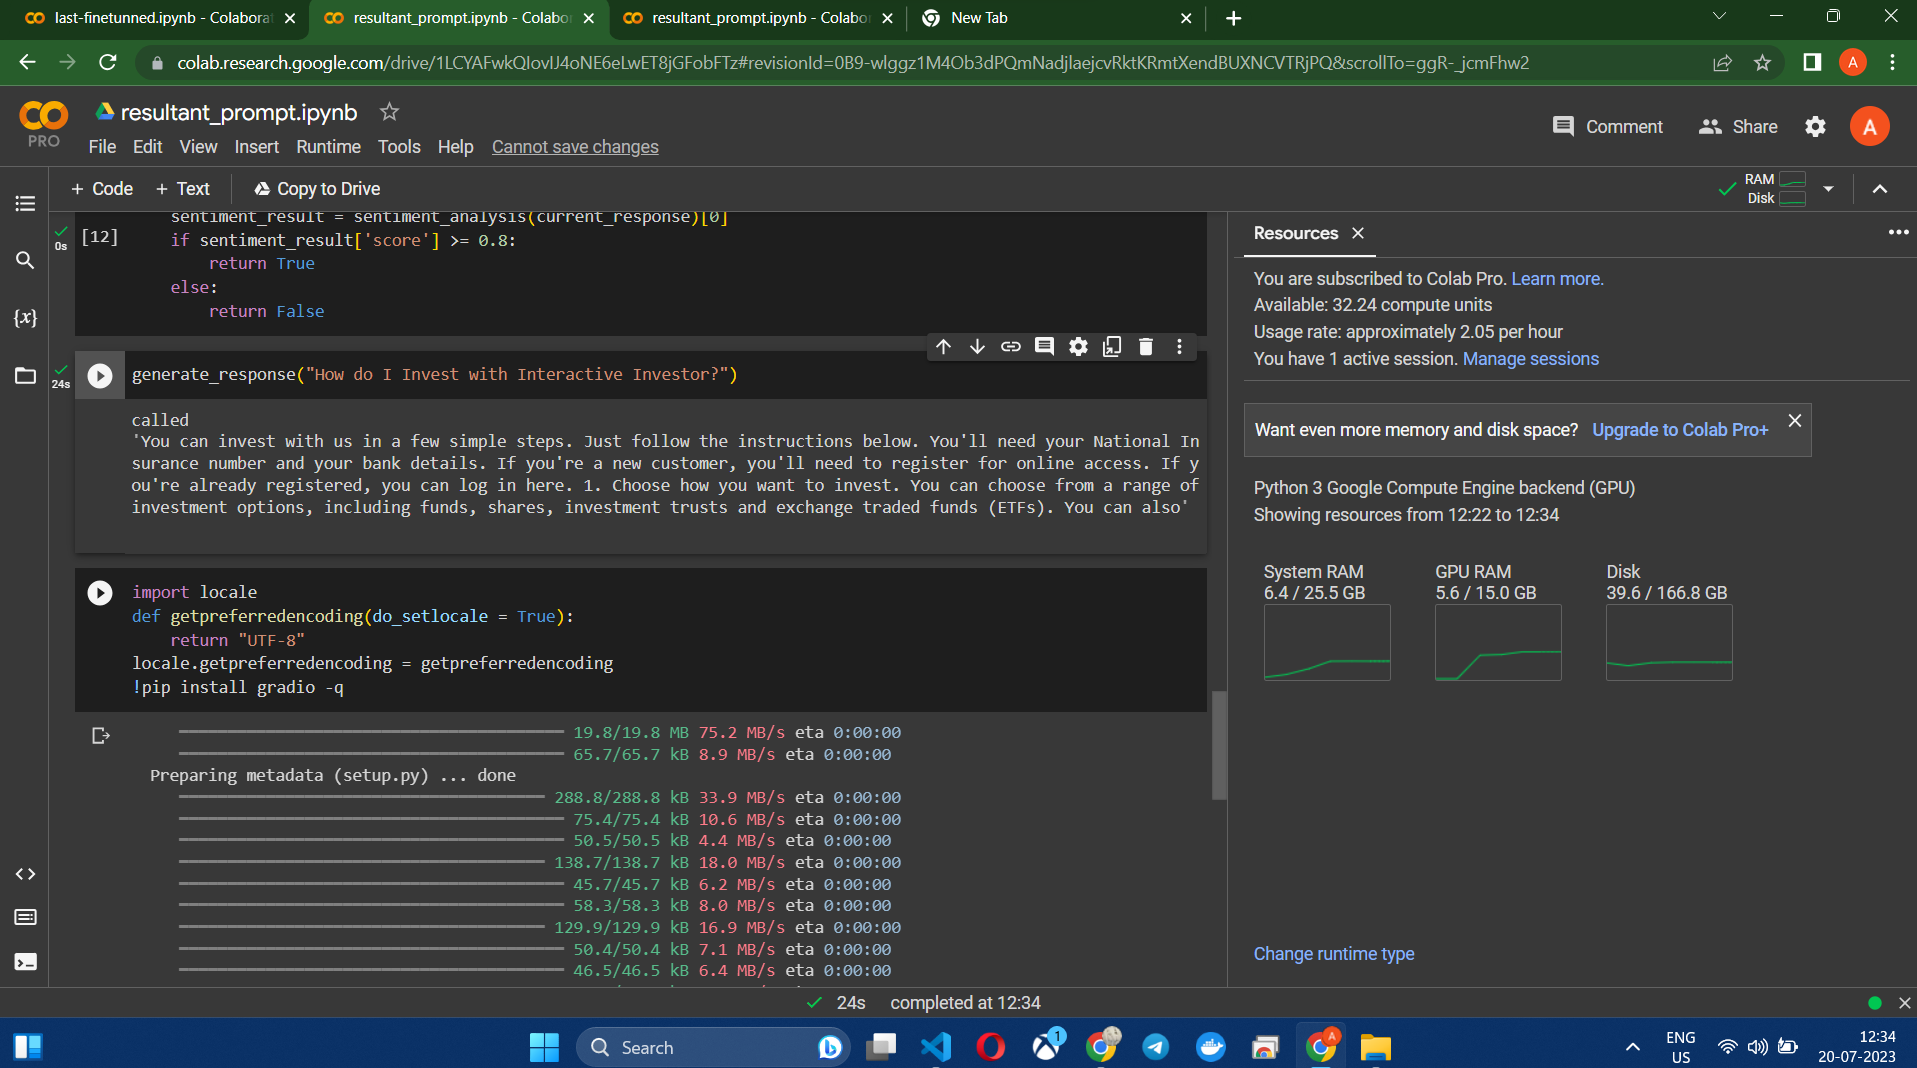 last-finetunned.ipynb - Colaborat
resultant_prompt.ipynb - Colabo
resultant_prompt.ipynb - Colabo
New Tab
colab.research.google.com/drive/1LCYAFwkQIovIJ4oNE6eLwET8jGFobFTz#revisionId=0B9-wlggz1M4Ob3dPQmNadjlaejcvRktKRmtXendBUXNCVTRjPQ&scrollTo=ggR-_jcmFhw2
A
PRO
resultant_prompt.ipynb
Comment
Share
A
File Edit View Insert Runtime Tools Help Cannot save changes
+ Code + Text Copy to Drive
RAM
Disk
0s
[12]
sentiment_result = sentiment_analysis(current_response)[0]
if sentiment_result['score'] >= 0.8:
return True
else:
return False
{x}
24s
generate_response("How do I Invest with Interactive Investor?")
called
'You can invest with us in a few simple steps. Just follow the instructions below. You'll need your National In
surance number and your bank details. If you're a new customer, you'll need to register for online access. If y
ou're already registered, you can log in here. 1. Choose how you want to invest. You can choose from a range of
investment options, including funds, shares, investment trusts and exchange traded funds (ETFs). You can also'
import locale
def getpreferredencoding(do_setlocale = True):
return "UTF-8"
locale.getpreferredencoding = getpreferredencoding
!pip install gradio -q
19.8/19.8 MB 75.2 MB/s eta 0:00:00
65.7/65.7 kB 8.9 MB/s eta 0:00:00
Preparing metadata (setup.py) ... done
288.8/288.8 kB 33.9 MB/s eta 0:00:00
75.4/75.4 kB 10.6 MB/s eta 0:00:00
50.5/50.5 kB 4.4 MB/s eta 0:00:00
138.7/138.7 kB 18.0 MB/s eta 0:00:00
45.7/45.7 kB 6.2 MB/s eta 0:00:00
58.3/58.3 kB 8.0 MB/s eta 0:00:00
129.9/129.9 kB 16.9 MB/s eta 0:00:00
50.4/50.4 kB 7.1 MB/s eta 0:00:00
46.5/46.5 kB 6.4 MB/s eta 0:00:00
Resources
You are subscribed to Colab Pro. Learn more.
Available: 32.24 compute units
Usage rate: approximately 2.05 per hour
You have 1 active session. Manage sessions
Want even more memory and disk space? Upgrade to Colab Pro+
Python 3 Google Compute Engine backend (GPU)
Showing resources from 12:22 to 12:34
System RAM
6.4 / 25.5 GB
GPU RAM
5.6 / 15.0 GB
Disk
39.6 / 166.8 GB
Change runtime type
24s completed at 12:34
Search
1
A
ENG
US
12:34
20-07-2023